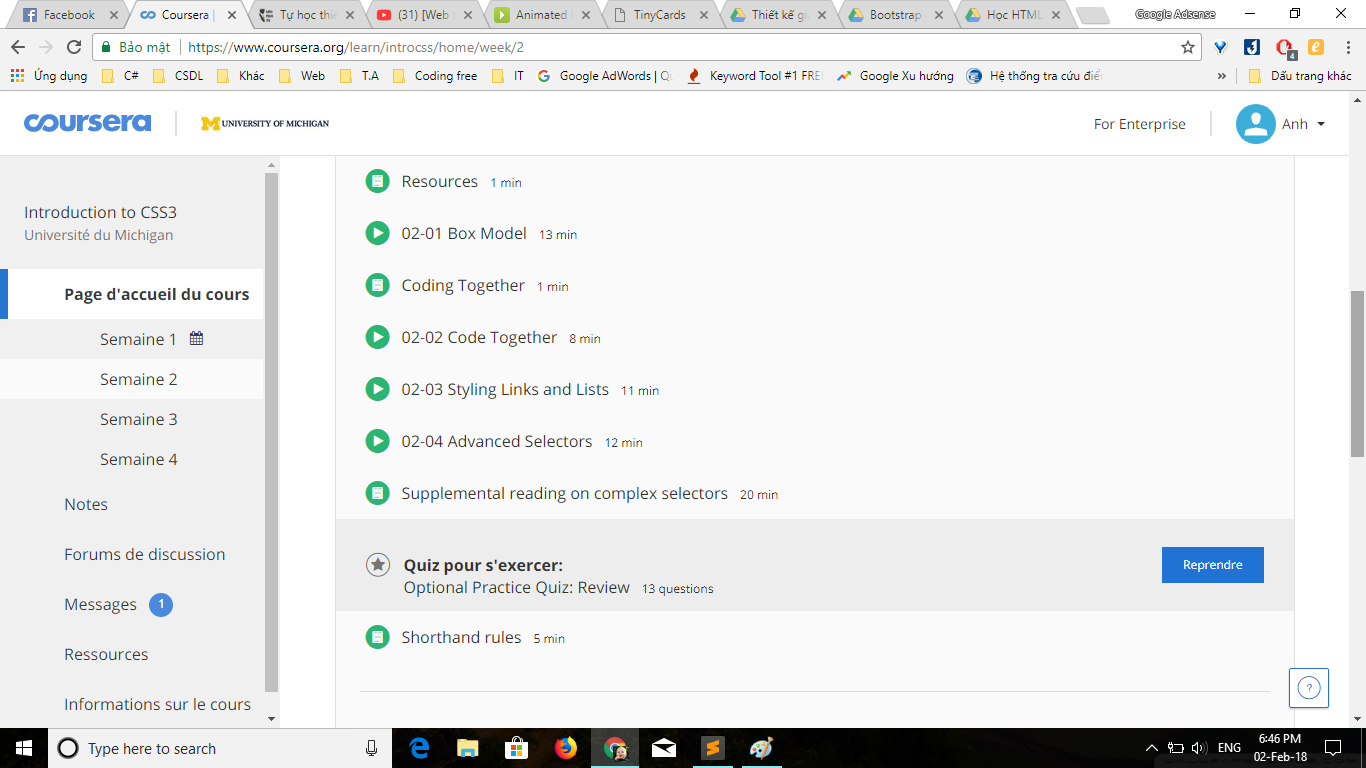 Facebook
Coursera |
Tự học thiế
(31) [Web
Animated
TinyCards
Thiết kế gi
Bootstrap
Học HTML
Google Adsense
Bảo mật
https://www.coursera.org/learn/introcss/home/week/2
4
Ứng dụng
C#
CSDL
Khác
Web
T.A
Coding free
IT
Google AdWords | Qu
Keyword Tool #1 FREE
Google Xu hướng
Hệ thống tra cứu điể
»
Dấu trang khác
coursera
M UNIVERSITY OF MICHIGAN
For Enterprise
Anh
Introduction to CSS3
Université du Michigan
Page d'accueil du cours
Semaine 1
Semaine 2
Semaine 3
Semaine 4
Notes
Forums de discussion
Messages 1
Ressources
Informations sur le cours
Resources 1 min
02-01 Box Model 13 min
Coding Together 1 min
02-02 Code Together 8 min
02-03 Styling Links and Lists 11 min
02-04 Advanced Selectors 12 min
Supplemental reading on complex selectors 20 min
Quiz pour s'exercer:
Optional Practice Quiz: Review 13 questions
Reprendre
Shorthand rules 5 min
?
Type here to search
ENG
6:46 PM
02-Feb-18